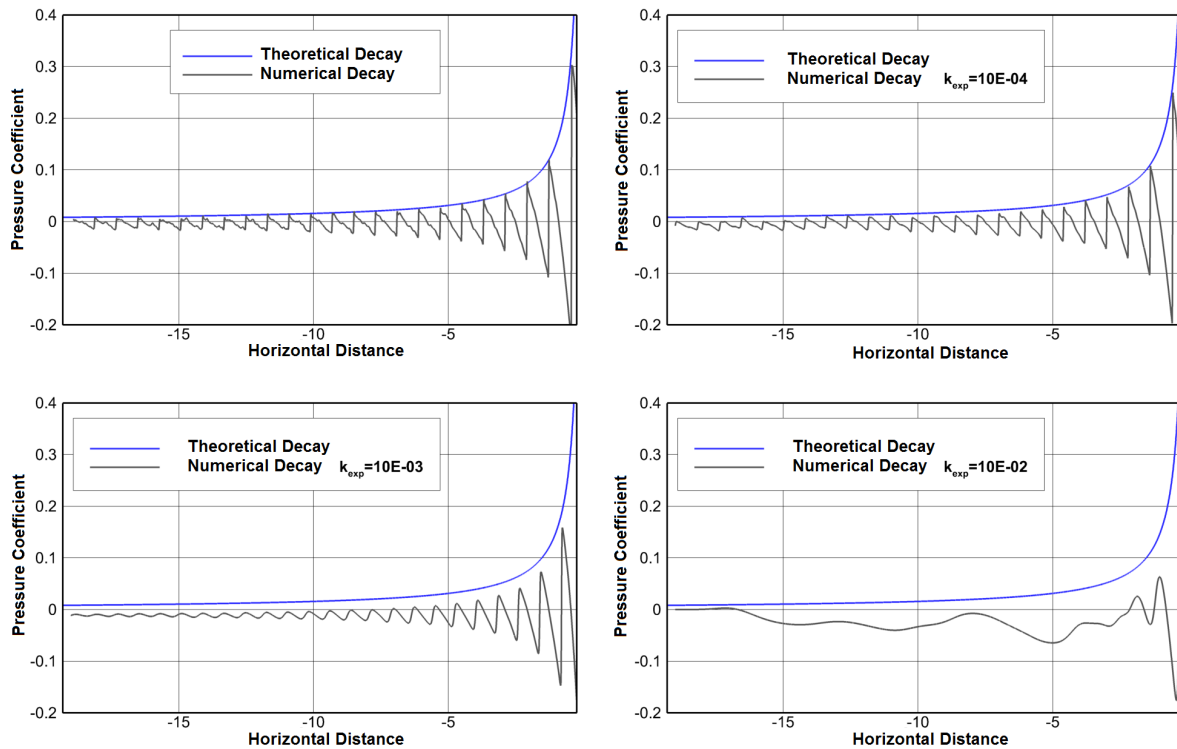 0.4
0.3
0.2
0.1
0
-0.1
-0.2
Pressure Coefficient
Theoretical Decay
Numerical Decay
-15
-10
-5
Horizontal Distance
0.4
0.3
0.2
0.1
0
-0.1
-0.2
Pressure Coefficient
Theoretical Decay
Numerical Decay kexp=10E-04
-15
-10
-5
Horizontal Distance
0.4
0.3
0.2
0.1
0
-0.1
-0.2
Pressure Coefficient
Theoretical Decay
Numerical Decay kexp=10E-03
-15
-10
-5
Horizontal Distance
0.4
0.3
0.2
0.1
0
-0.1
-0.2
Pressure Coefficient
Theoretical Decay
Numerical Decay kexp=10E-02
-15
-10
-5
Horizontal Distance